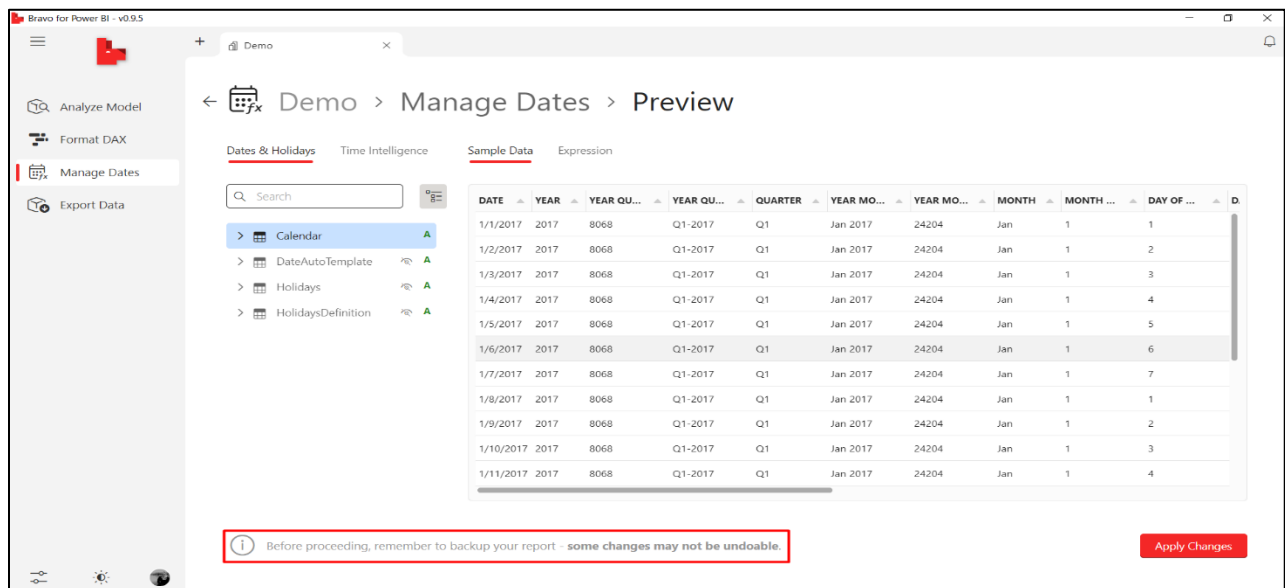 Bravo for Power BI - v0.9.5
Demo
Analyze Model
Format DAX
Manage Dates
Export Data
Demo > Manage Dates > Preview
Dates & Holidays Time Intelligence Sample Data Expression
Search
Calendar A
DateAutoTemplate A
Holidays A
HolidaysDefinition A
DATE YEAR YEAR QU... YEAR QU... QUARTER YEAR MO... YEAR MO... MONTH MONTH ... DAY OF ... D.
1/1/2017 2017 8068 Q1-2017 Q1 Jan 2017 24204 Jan 1 1
1/2/2017 2017 8068 Q1-2017 Q1 Jan 2017 24204 Jan 1 2
1/3/2017 2017 8068 Q1-2017 Q1 Jan 2017 24204 Jan 1 3
1/4/2017 2017 8068 Q1-2017 Q1 Jan 2017 24204 Jan 1 4
1/5/2017 2017 8068 Q1-2017 Q1 Jan 2017 24204 Jan 1 5
1/6/2017 2017 8068 Q1-2017 Q1 Jan 2017 24204 Jan 1 6
1/7/2017 2017 8068 Q1-2017 Q1 Jan 2017 24204 Jan 1 7
1/8/2017 2017 8068 Q1-2017 Q1 Jan 2017 24204 Jan 1 1
1/9/2017 2017 8068 Q1-2017 Q1 Jan 2017 24204 Jan 1 2
1/10/2017 2017 8068 Q1-2017 Q1 Jan 2017 24204 Jan 1 3
1/11/2017 2017 8068 Q1-2017 Q1 Jan 2017 24204 Jan 1 4
Before proceeding, remember to backup your report - some changes may not be undoable.
Apply Changes